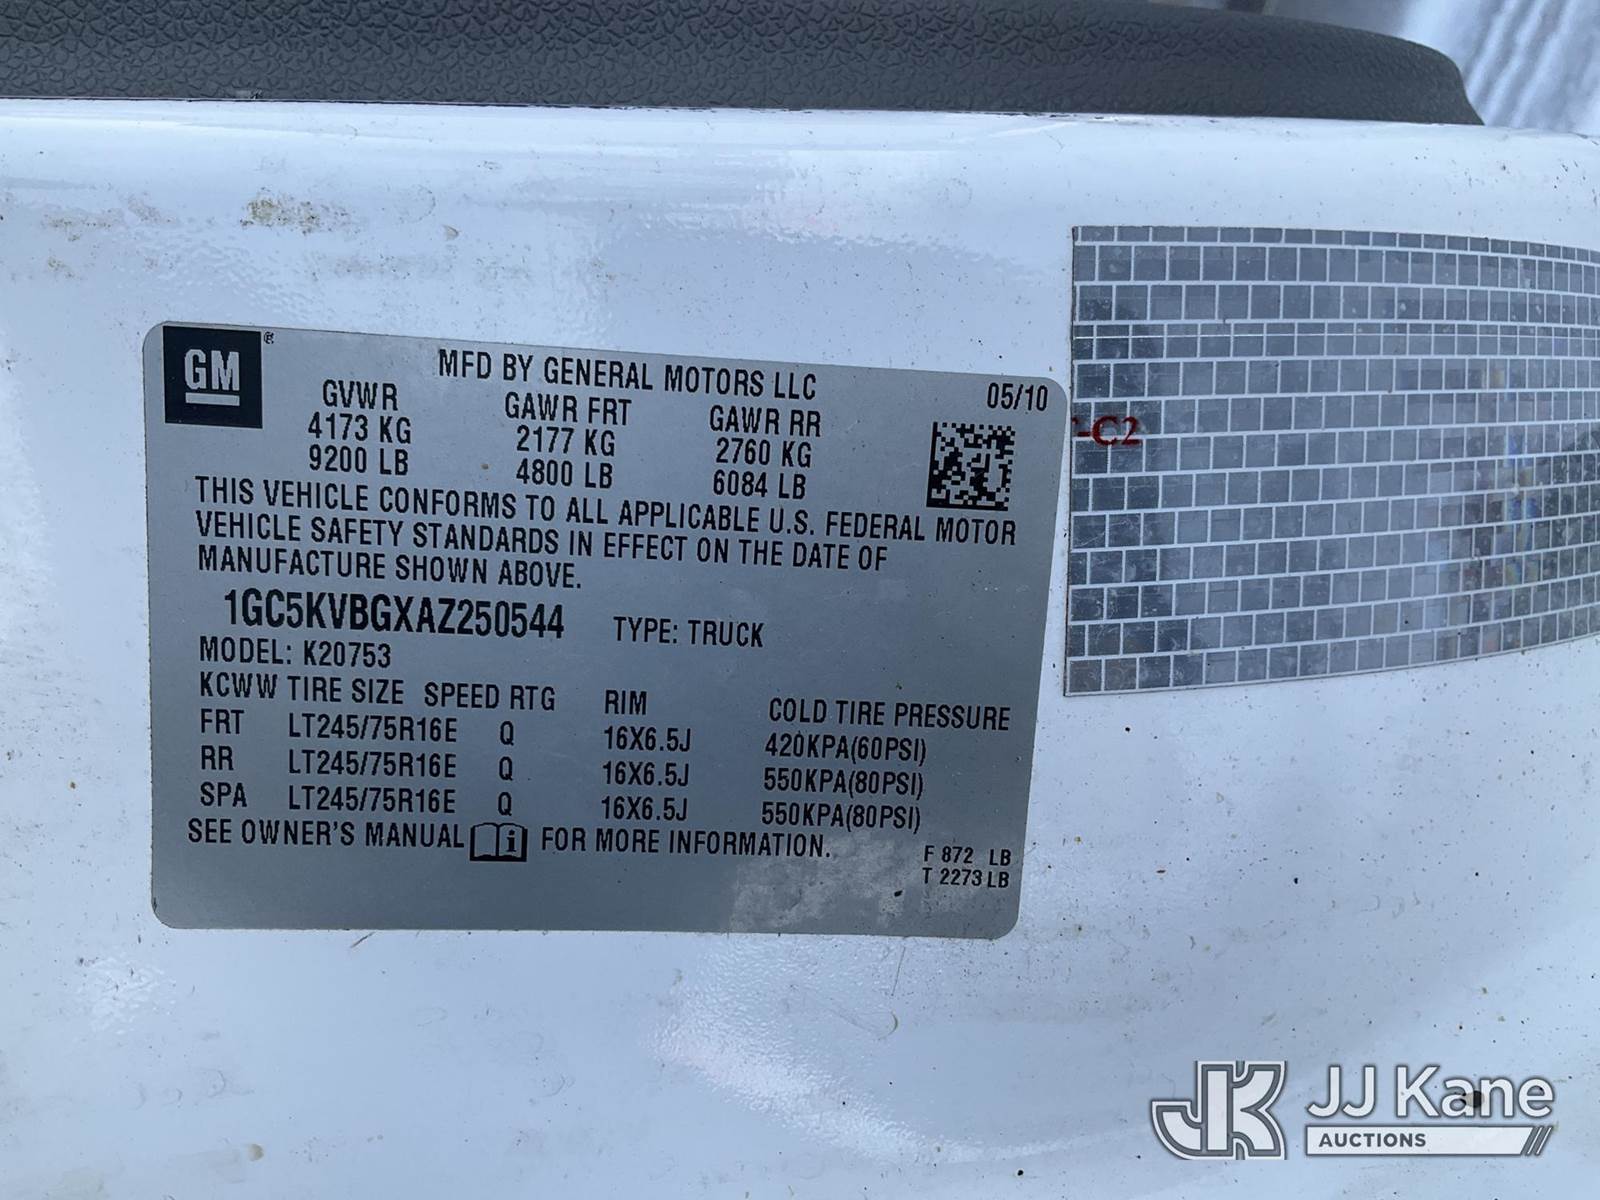 GM ®
MFD BY GENERAL MOTORS LLC 05/10
GVWR GAWR FRT GAWR RR
4173 KG 2177 KG 2760 KG
9200 LB 4800 LB 6084 LB
THIS VEHICLE CONFORMS TO ALL APPLICABLE U.S. FEDERAL MOTOR
VEHICLE SAFETY STANDARDS IN EFFECT ON THE DATE OF
MANUFACTURE SHOWN ABOVE.
1GC5KVBGXAZ250544 TYPE: TRUCK
MODEL: K20753
KCWW TIRE SIZE SPEED RTG RIM COLD TIRE PRESSURE
FRT LT245/75R16E Q 16X6.5J 420KPA(60PSI)
RR LT245/75R16E Q 16X6.5J 550KPA(80PSI)
SPA LT245/75R16E Q 16X6.5J 550KPA(80PSI)
SEE OWNER'S MANUAL i FOR MORE INFORMATION.
F 872 LB
T 2273 LB
-C2
JK JJ Kane
AUCTIONS